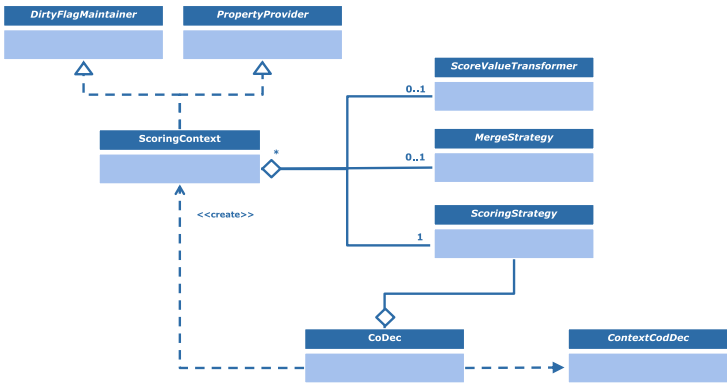 DirtyFlagMaintainer
PropertyProvider
ScoreValueTransformer
0..1
ScoringContext
*
MergeStrategy
0..1
<<create>>
ScoringStrategy
1
CoDec
ContextCodDec